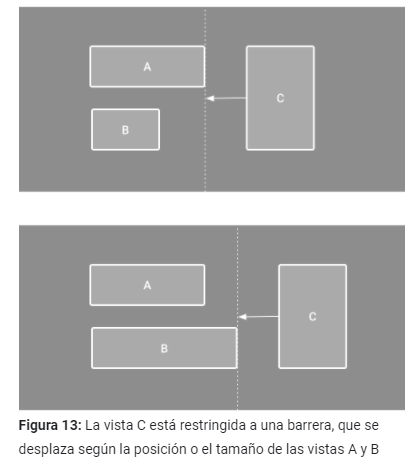 A
C
B
A
C
B
Figura 13: La vista C está restringida a una barrera, que se
desplaza según la posición o el tamaño de las vistas A y B